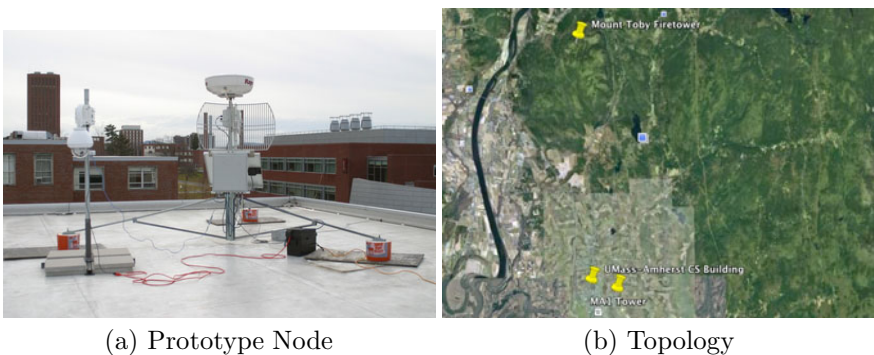 Mount Toby Firetower
UMass- Amherst CS Building
MA1 Tower
(a) Prototype Node
(b) Topology